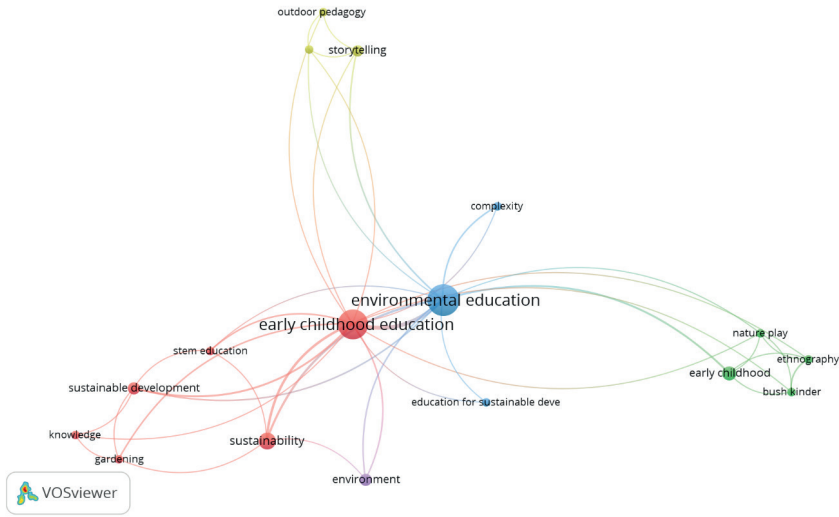 outdoor pedagogy
storytelling
complexity
environmental education
early childhood education
nature play
stem education
ethnography
early childhood
sustainable development
bush kinder
education for sustainable deve
knowledge
sustainability
gardening
environment
VOSviewer